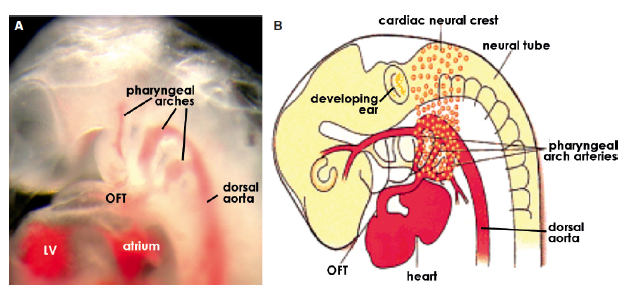 A
pharyngeal
arches
OFT
dorsal
aorta
LV
atrium
B
cardiac neural crest
neural tube
developing
ear
pharyngeal
arch arteries
dorsal
aorta
OFT
heart